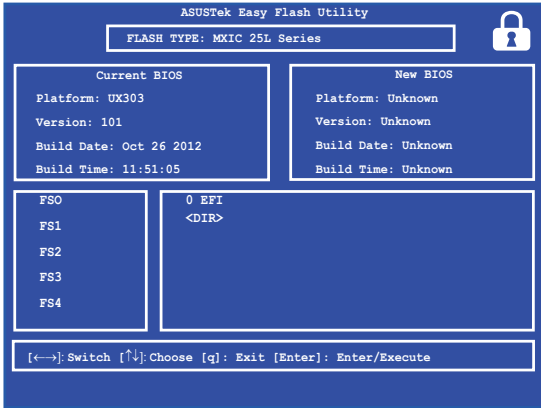 ASUSTek Easy Flash Utility
FLASH TYPE: MXIC 25L Series
Current BIOS
Platform: UX303
Version: 101
Build Date: Oct 26 2012
Build Time: 11:51:05
New BIOS
Platform: Unknown
Version: Unknown
Build Date: Unknown
Build Time: Unknown
FSO
FS1
FS2
FS3
FS4
0 EFI
<DIR>
[←→]: Switch [↑↓]: Choose [q]: Exit [Enter]: Enter/Execute